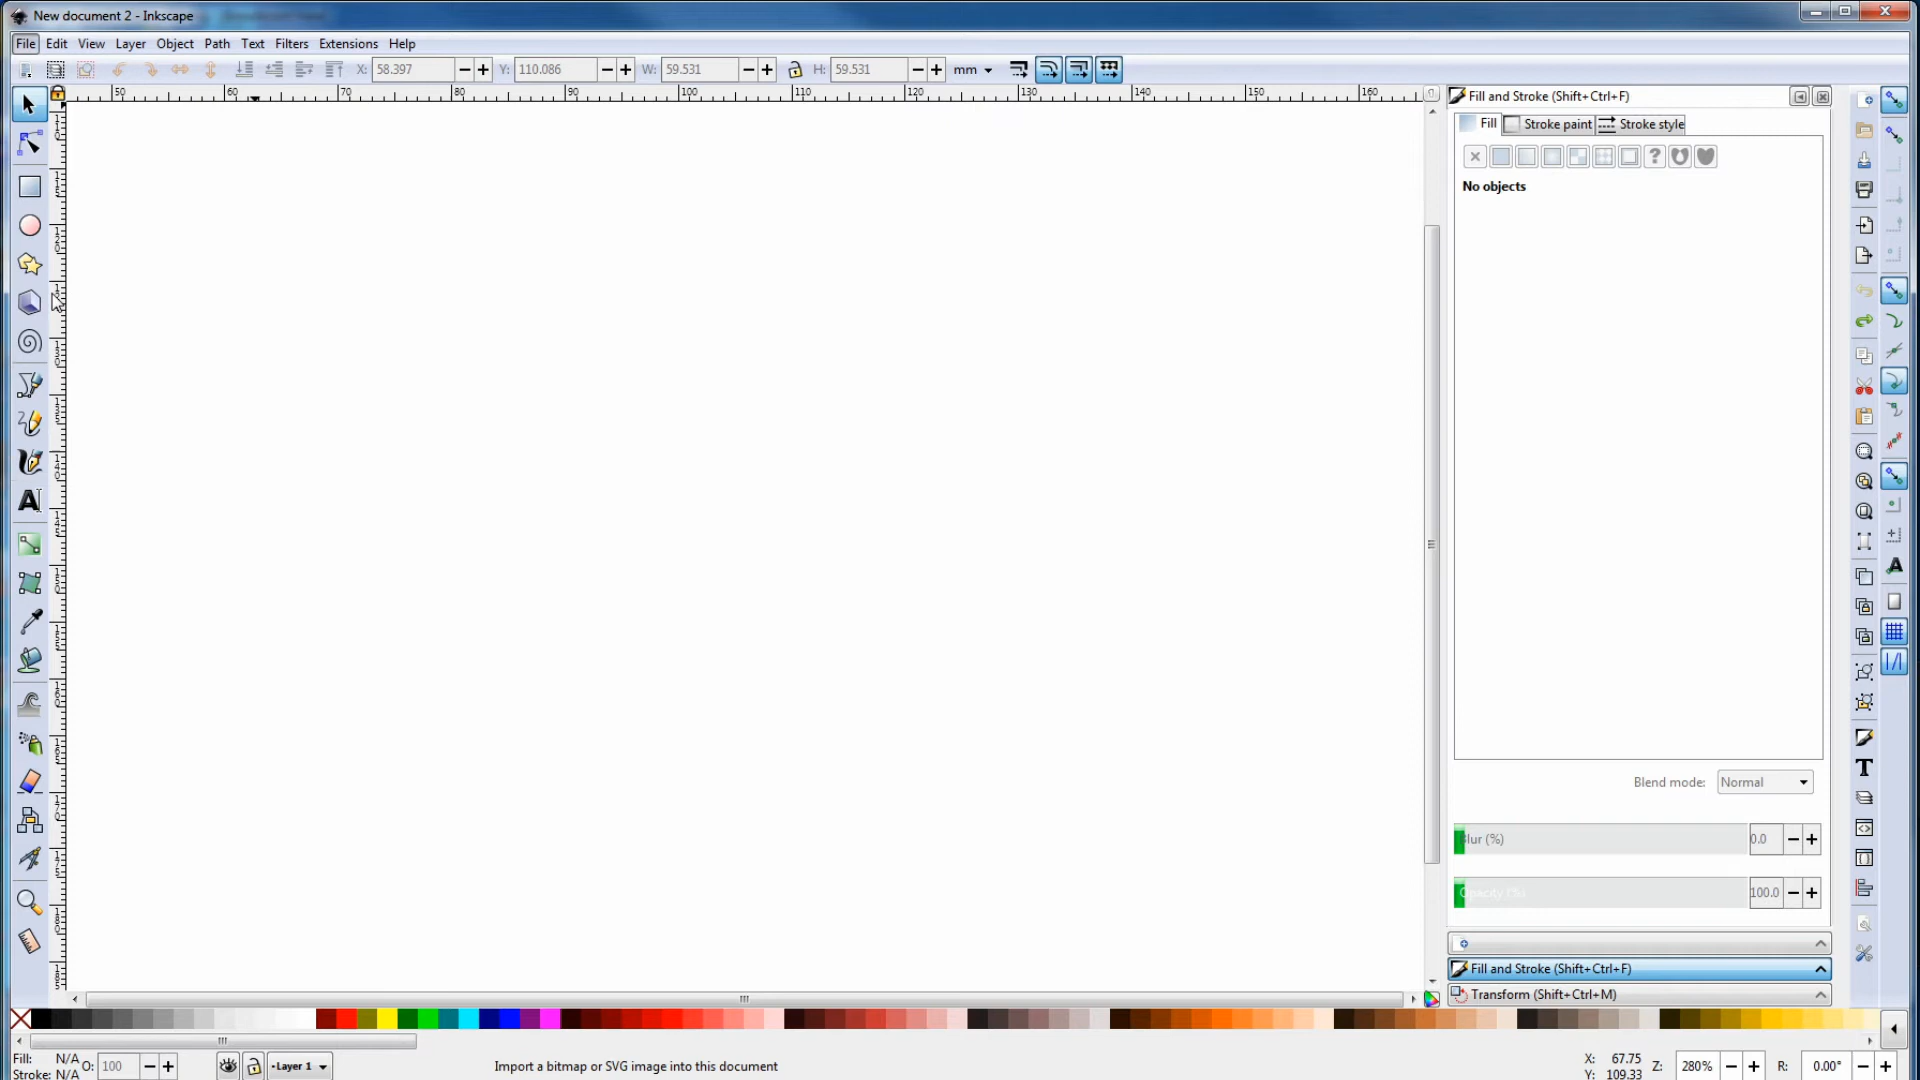 New document 2 - Inkscape
File Edit View Layer Object Path Text Filters Extensions Help
X: 58.397 Y: 110.086 W: 59.531 H: 59.531 mm
50 60 70 80 90 100 110 120 130 140 150 160
Fill and Stroke (Shift+Ctrl+F)
Fill Stroke paint Stroke style
No objects
Blend mode: Normal
Blur (%) 0.0
Opacity (%) 100.0
Fill and Stroke (Shift+Ctrl+F)
Transform (Shift+Ctrl+M)
Fill: N/A O: 100 Layer 1 Import a bitmap or SVG image into this document X: 67.75 Z: 280% R: 0.00°
Stroke: N/A Y: 109.33